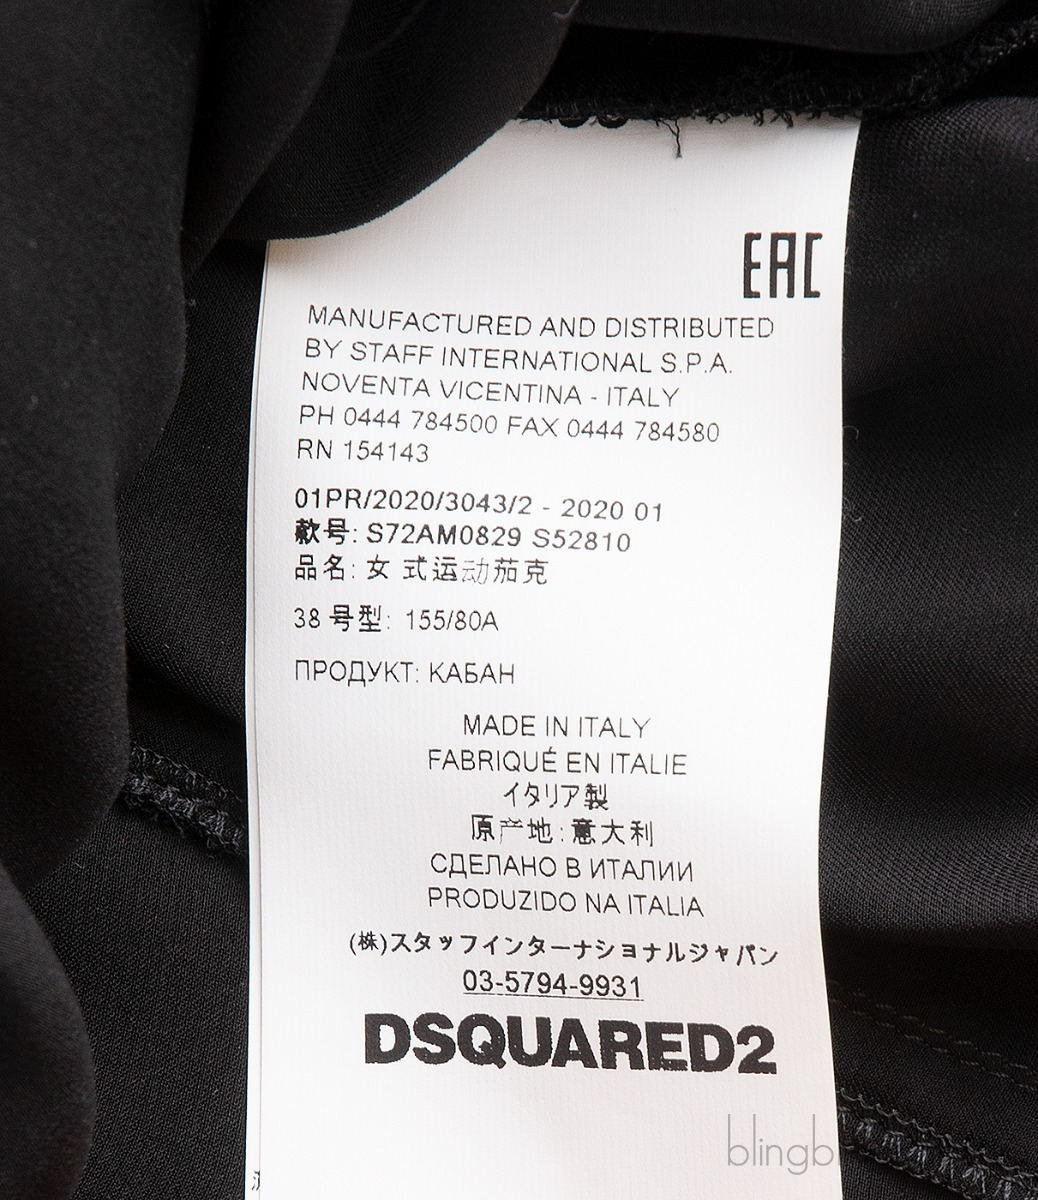 EAC
MANUFACTURED AND DISTRIBUTED
BY STAFF INTERNATIONAL S.P.A.
NOVENTA VICENTINA - ITALY
PH 0444 784500 FAX 0444 784580
RN 154143
01PR/2020/3043/2 - 2020 01
款号: S72AM0829 S52810
品名: 女 式运动茄克
38 号型: 155/80A
ПРОДУКТ: КАБАН
MADE IN ITALY
FABRIQUÉ EN ITALIE
イタリア製
原产地: 意大利
СДЕЛАНО В ИТАЛИИ
PRODUZIDO NA ITALIA
(株)スタッフインターナショナルジャパン
03-5794-9931
DSQUARED2